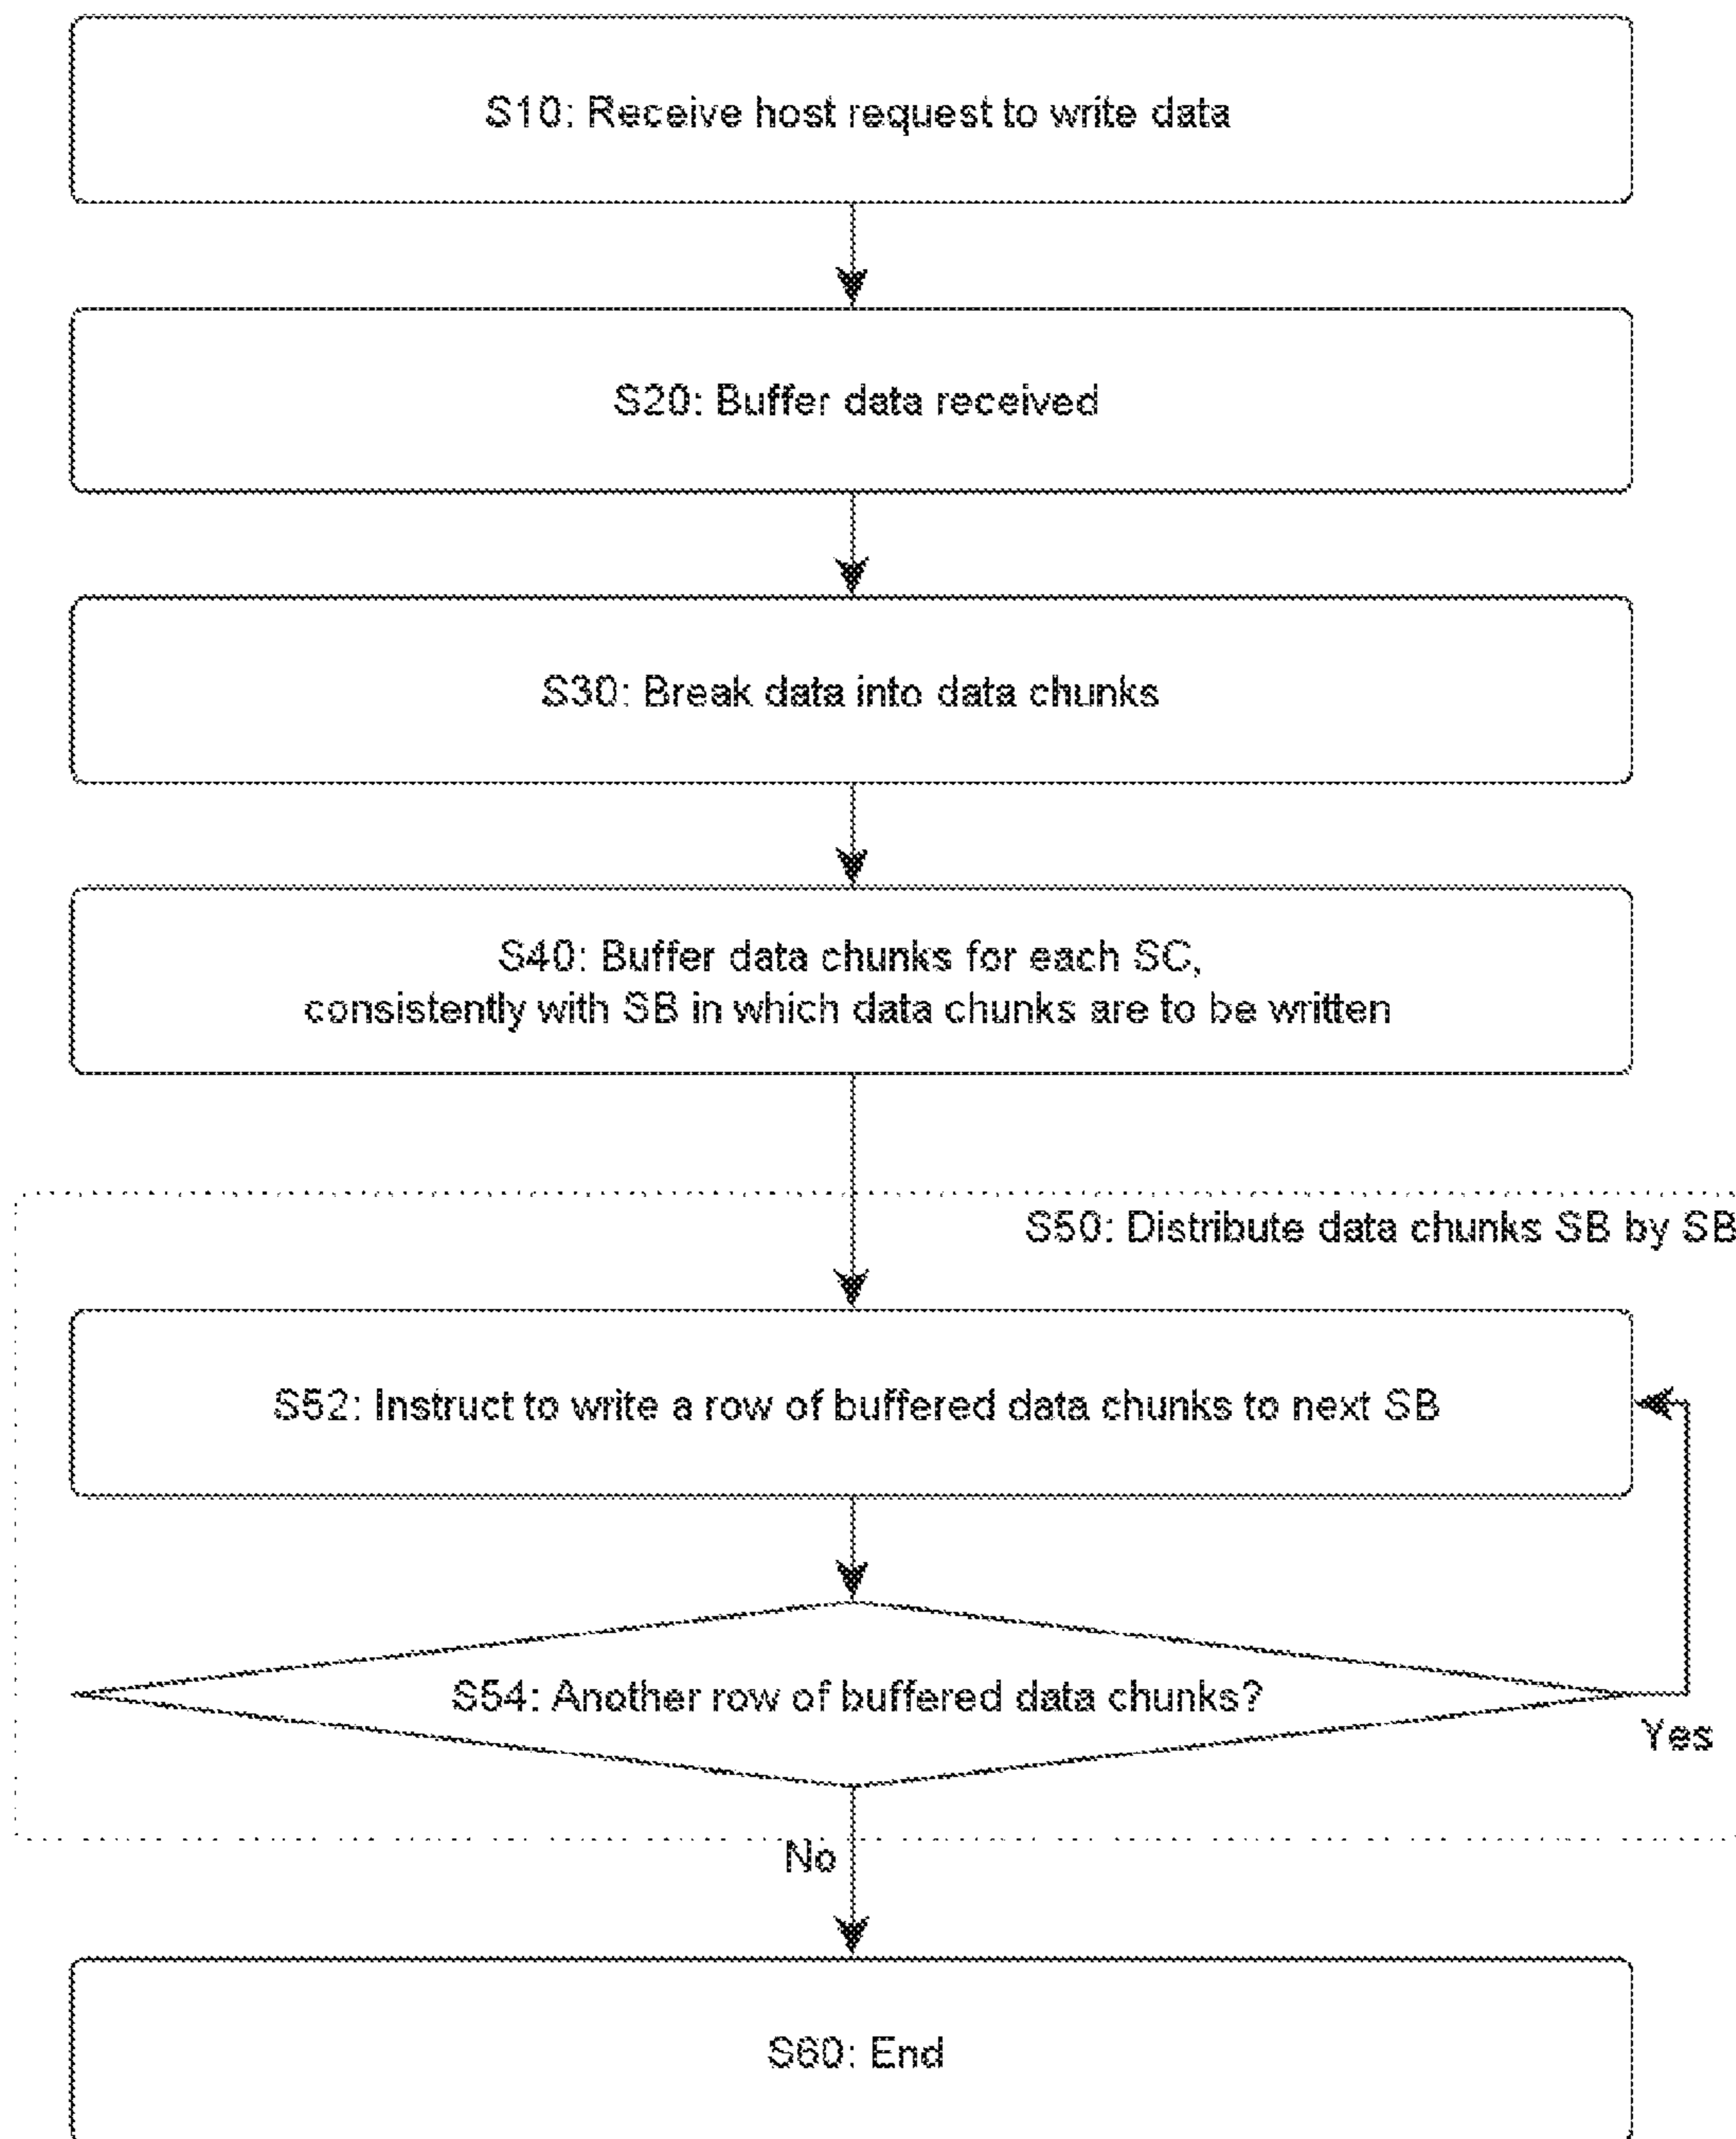 S10: Receive host request to write data
S20: Buffer data received
S30: Break data into data chunks
S40: Buffer data chunks for each SC,
consistently with SB in which data chunks are to be written
S50: Distribute data chunks SB by SB
S52: Instruct to write a row of buffered data chunks to next SB
S54: Another row of buffered data chunks?
Yes
No
S60: End